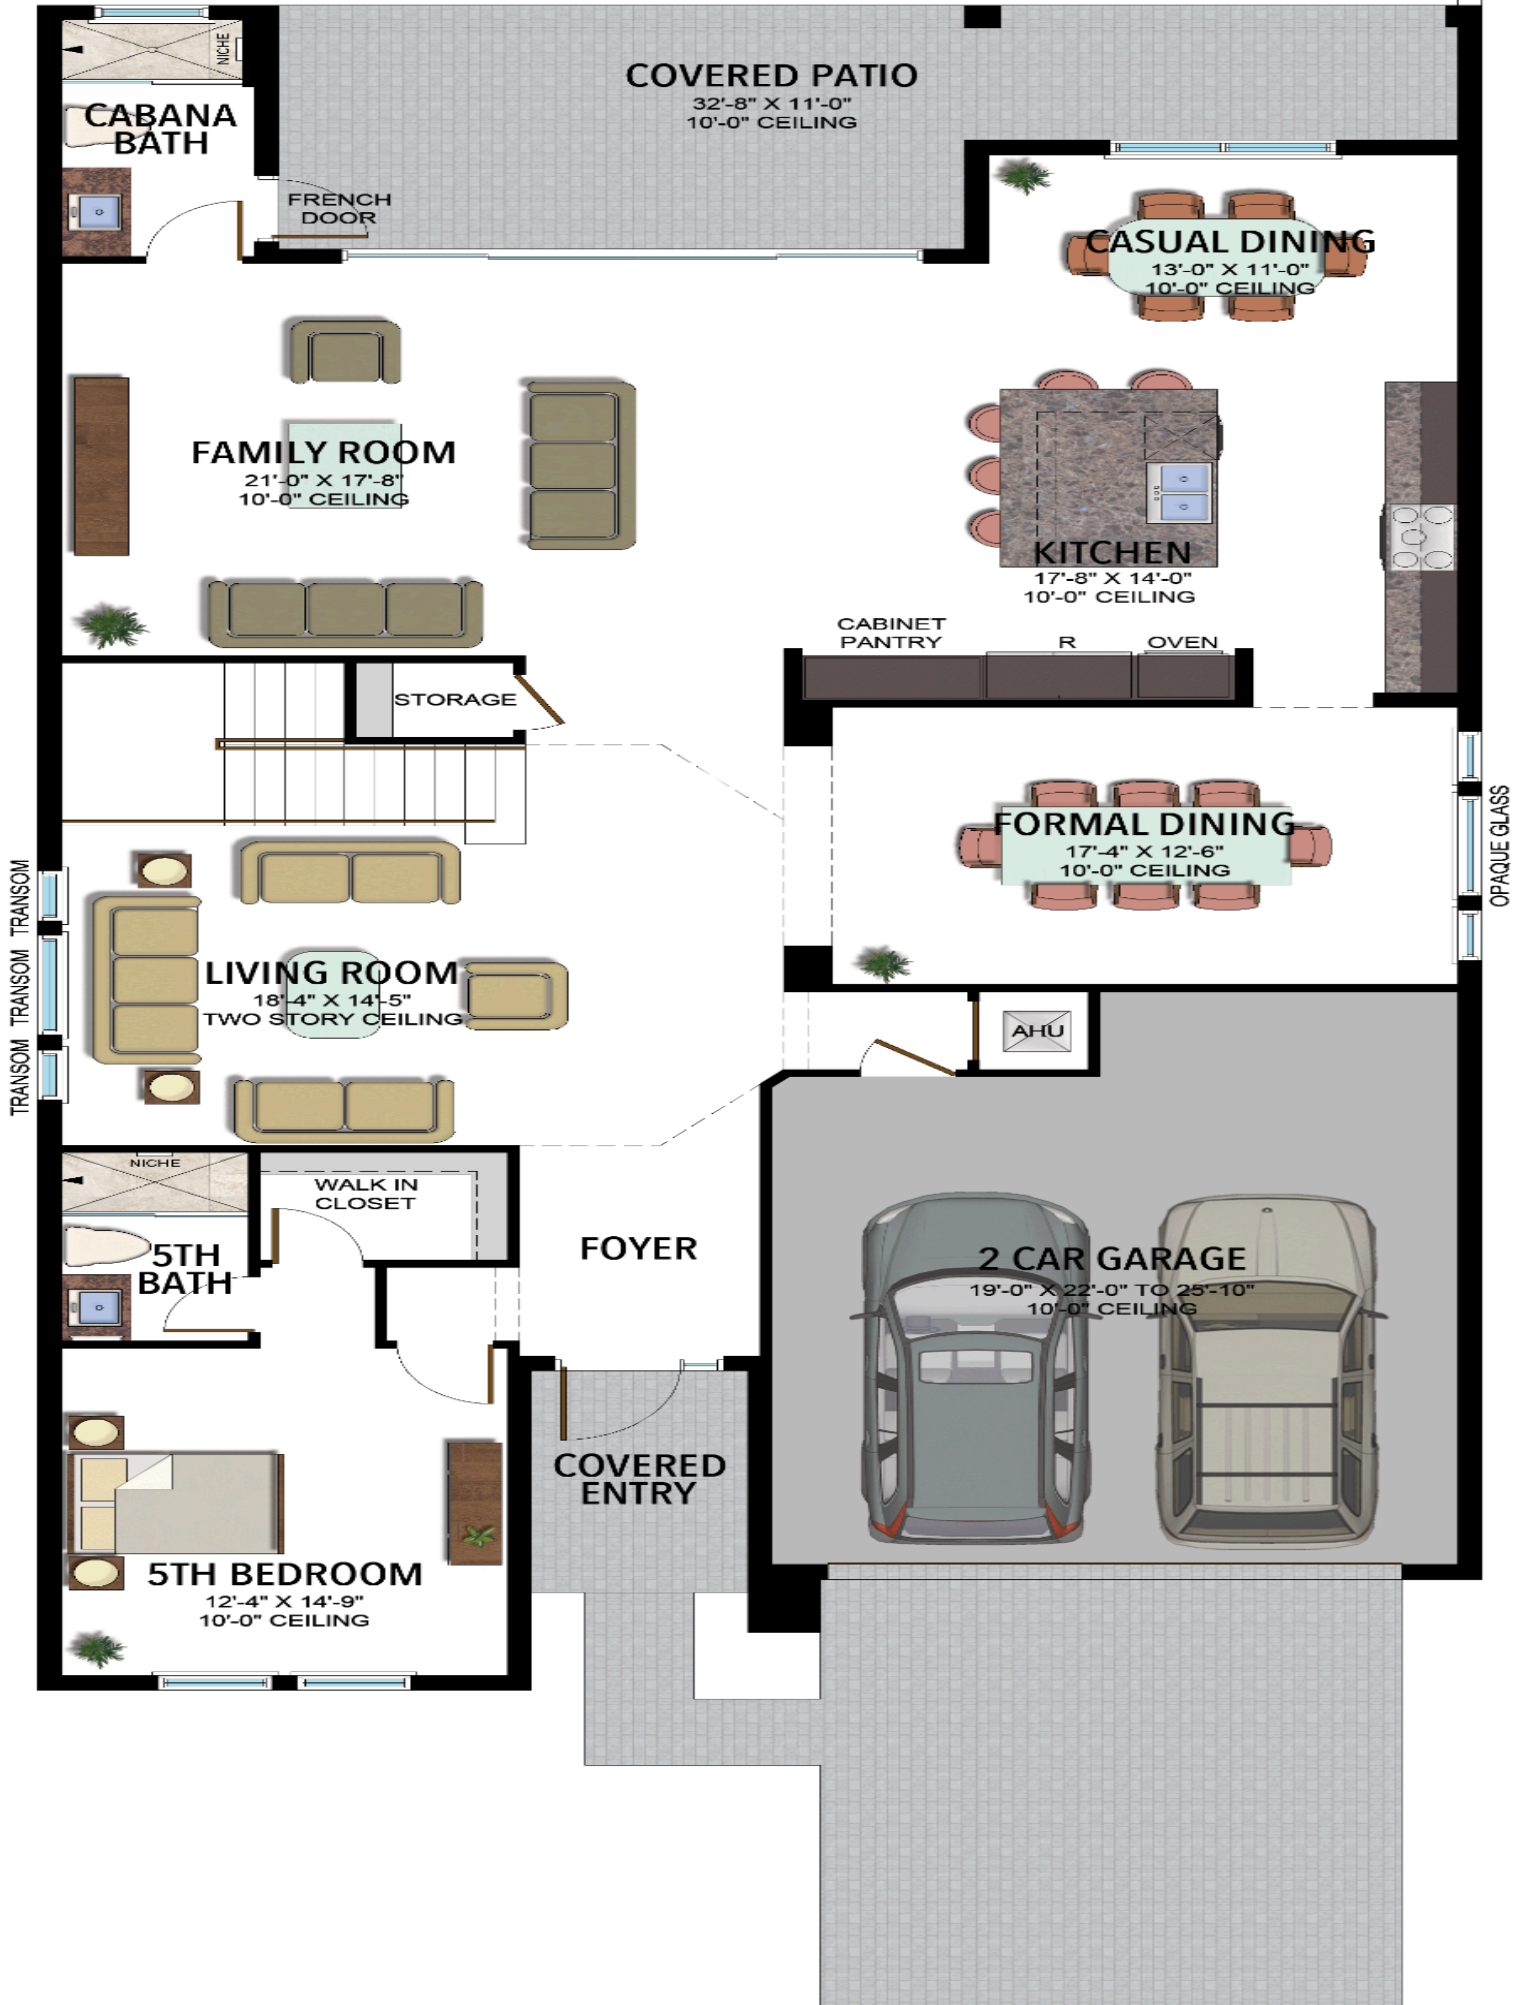 NICHE
COVERED PATIO
32'-8" X 11'-0"
10'-0" CEILING
CABANA
BATH
FRENCH
DOOR
CASUAL DINING
13'-0" X 11'-0"
10'-0" CEILING
FAMILY ROOM
21'-0" X 17'-8"
10'-0" CEILING
KITCHEN
17'-8" X 14'-0"
10'-0" CEILING
CABINET
PANTRY
R
OVEN
STORAGE
FORMAL DINING
17'-4" X 12'-6"
10'-0" CEILING
OPAQUE GLASS
TRANSOM
TRANSOM
TRANSOM
LIVING ROOM
18'-4" X 14'-5"
TWO STORY CEILING
AHU
NICHE
WALK IN
CLOSET
5TH
BATH
FOYER
2 CAR GARAGE
19'-0" X 22'-0" TO 25'-10"
10'-0" CEILING
COVERED
ENTRY
5TH BEDROOM
12'-4" X 14'-9"
10'-0" CEILING